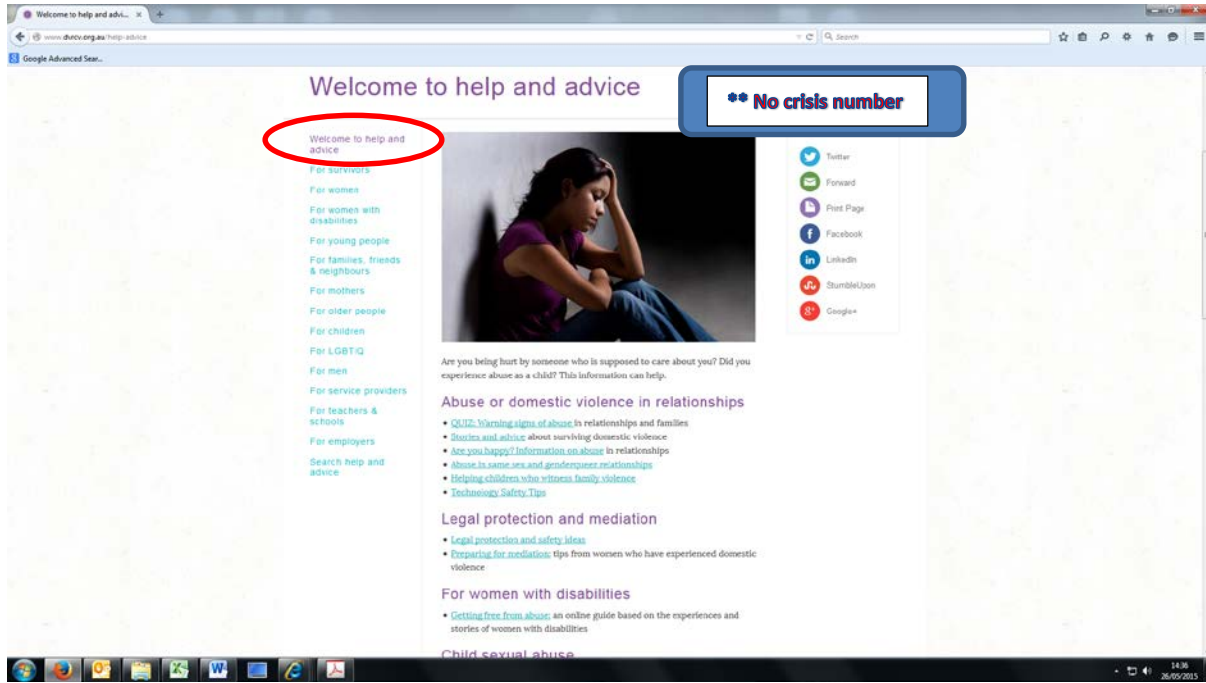 Welcome to help and advi...
www.dvrcv.org.au/help-advice
Search
Google Advanced Sear...
Welcome to help and advice
** No crisis number
Welcome to help and
advice
For survivors
For women
For women with
disabilities
For young people
For families, friends
& neighbours
For mothers
For older people
For children
For LGBTIQ
For men
For service providers
For teachers &
schools
For employers
Search help and
advice
Twitter
Forward
Print Page
Facebook
LinkedIn
StumbleUpon
Google+
Are you being hurt by someone who is supposed to care about you? Did you
experience abuse as a child? This information can help.
Abuse or domestic violence in relationships
• QUIZ: Warning signs of abuse in relationships and families
• Stories and advice about surviving domestic violence
• Are you happy? Information on abuse in relationships
• Abuse in same sex and genderqueer relationships
• Helping children who witness family violence
• Technology Safety Tips
Legal protection and mediation
• Legal protection and safety ideas
• Preparing for mediation: tips from women who have experienced domestic
violence
For women with disabilities
• Getting free from abuse: an online guide based on the experiences and
stories of women with disabilities
Child sexual abuse
14:36
26/05/2015